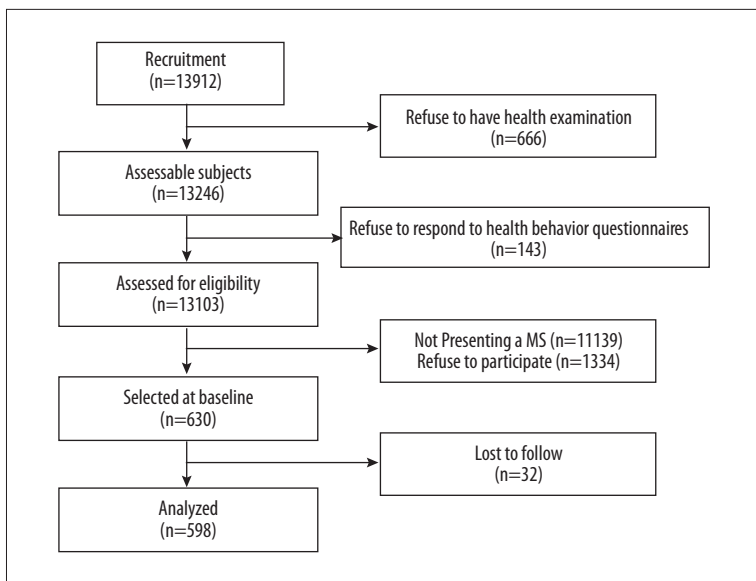 Recruitment
(n=13912)
Refuse to have health examination
(n=666)
Assessable subjects
(n=13246)
Refuse to respond to health behavior questionnaires
(n=143)
Assessed for eligibility
(n=13103)
Not Presenting a MS (n=11139)
Refuse to participate (n=1334)
Selected at baseline
(n=630)
Lost to follow
(n=32)
Analyzed
(n=598)